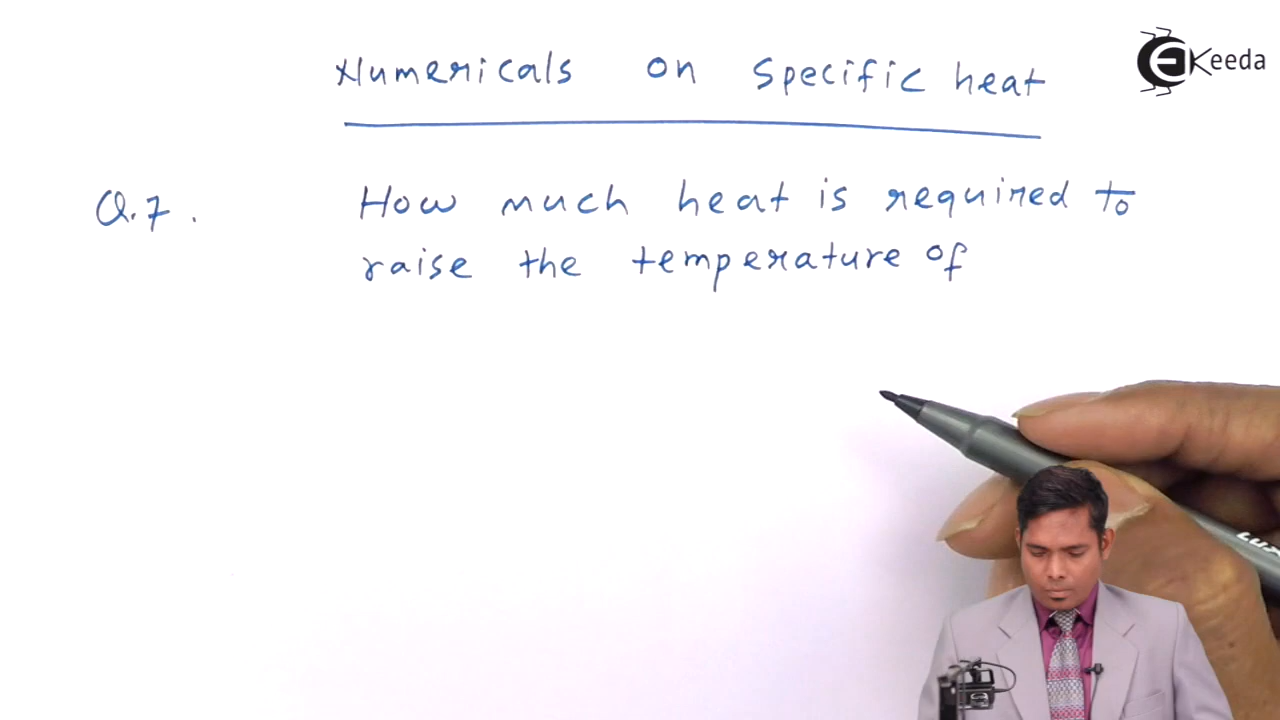 Numericals on specific heat
EKeeda
Q.7. How much heat is required to
raise the temperature of